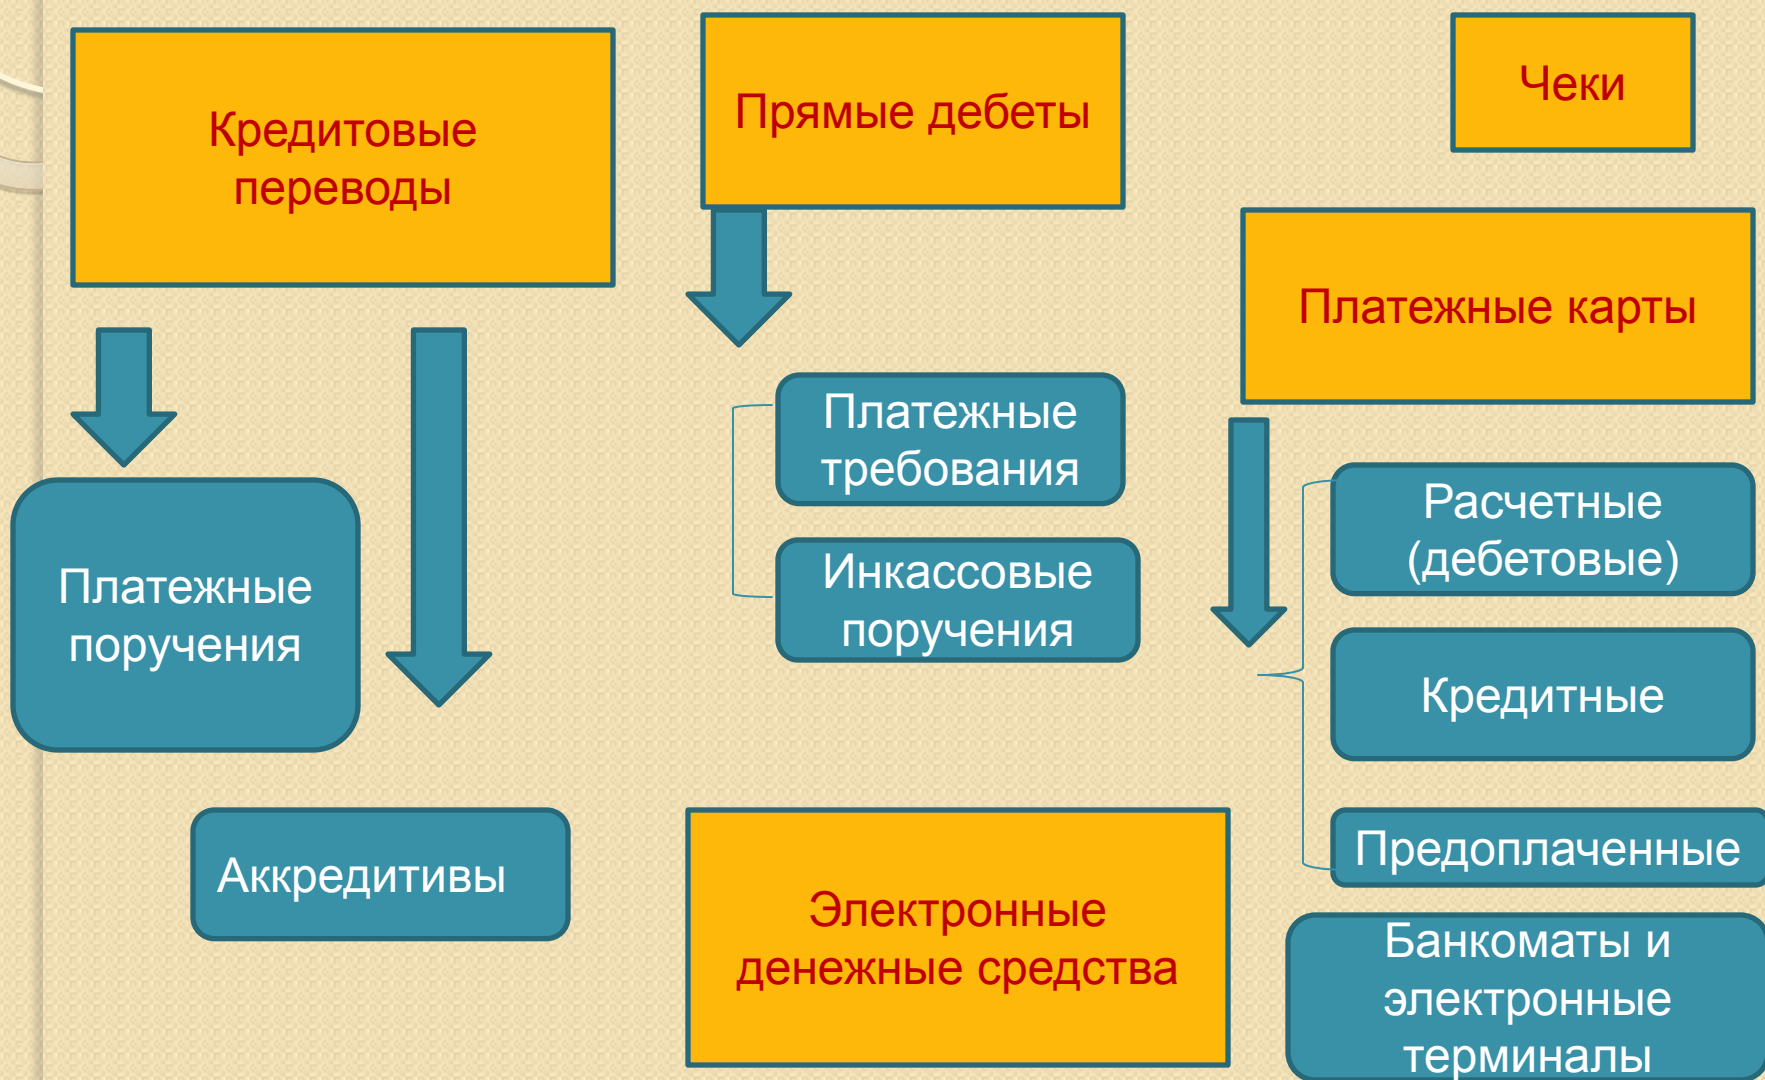 Кредитовые
переводы
Прямые дебеты
Чеки
Платежные карты
Платежные
поручения
Аккредитивы
Платежные
требования
Инкассовые
поручения
Расчетные
(дебетовые)
Кредитные
Предоплаченные
Электронные
денежные средства
Банкоматы и
электронные
терминалы